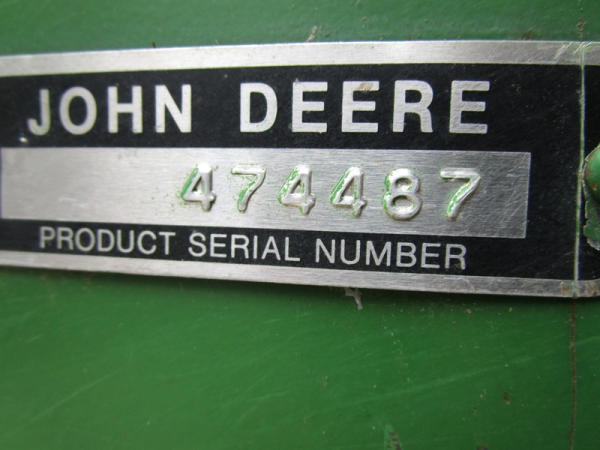 JOHN DEERE
474487
PRODUCT SERIAL NUMBER